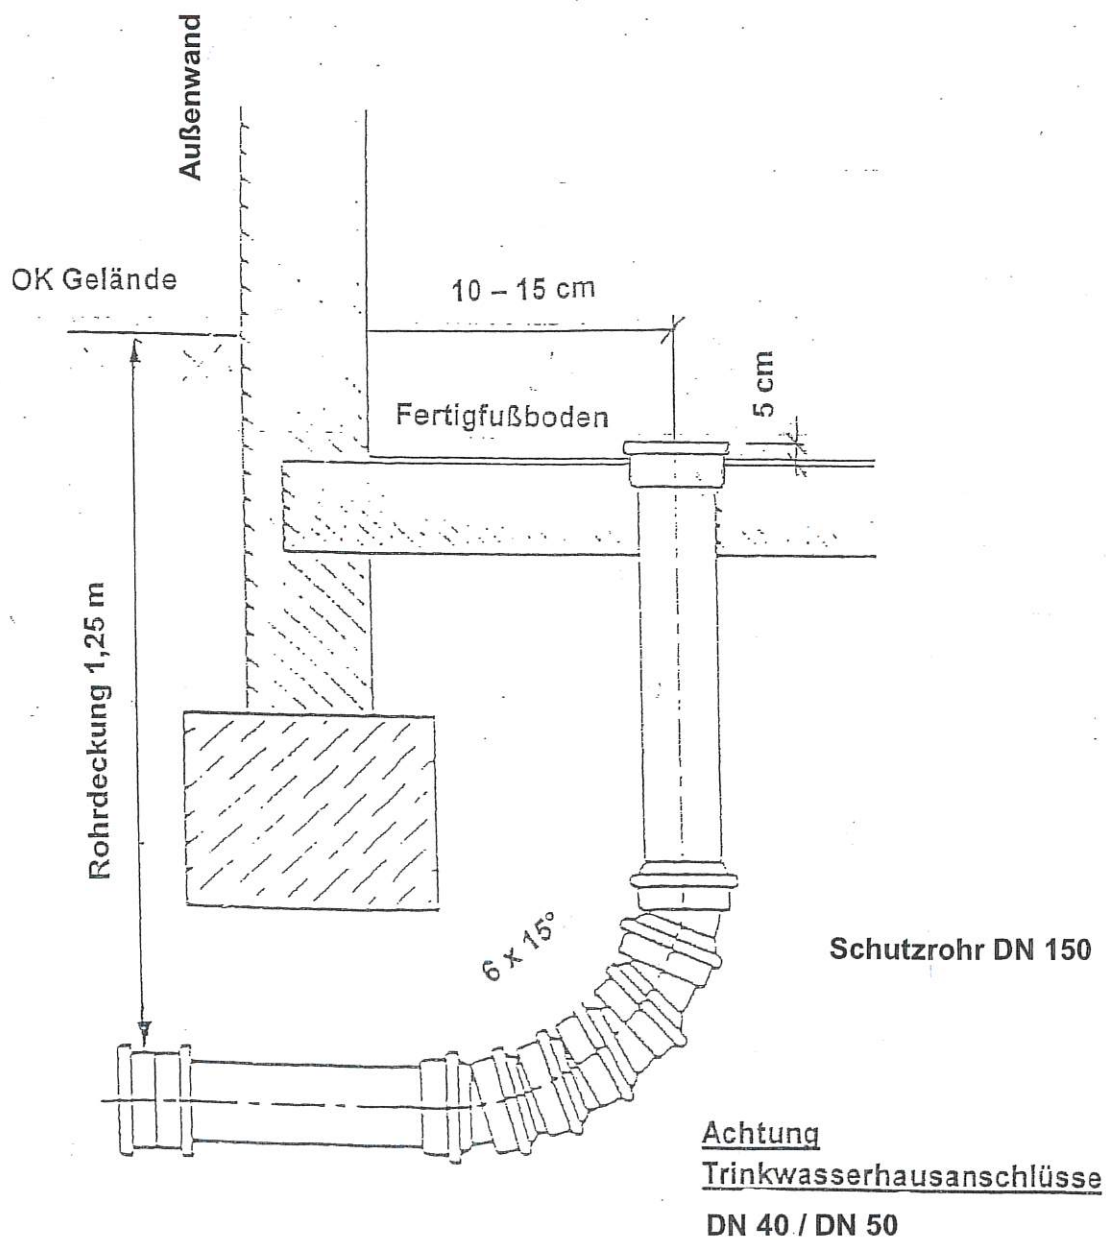 Außenwand
OK Gelände
10 – 15 cm
5 cm
Fertigfußboden
Rohrdeckung 1,25 m
6 x 15°
Schutzrohr DN 150
Achtung
Trinkwasserhausanschlüsse
DN 40 / DN 50